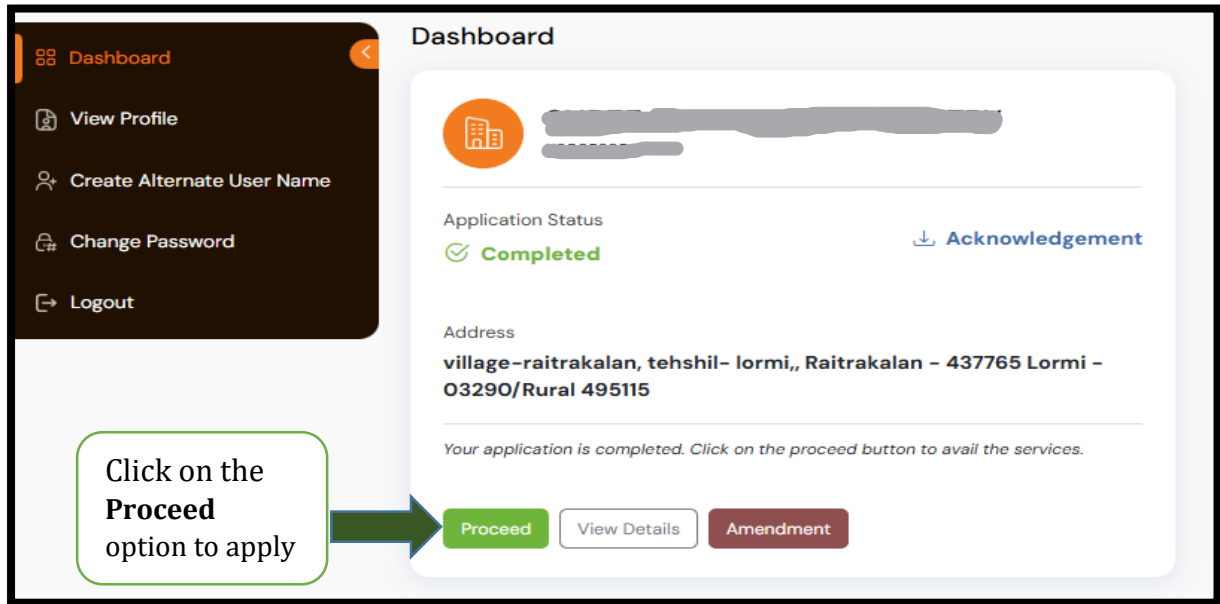 Dashboard
View Profile
Create Alternate User Name
Change Password
Logout
Dashboard
Application Status
Completed
Acknowledgement
Address
village-raitrakalan, tehshil- lormi,, Raitrakalan - 437765 Lormi -
03290/Rural 495115
Your application is completed. Click on the proceed button to avail the services.
Click on the
Proceed
option to apply
Proceed
View Details
Amendment